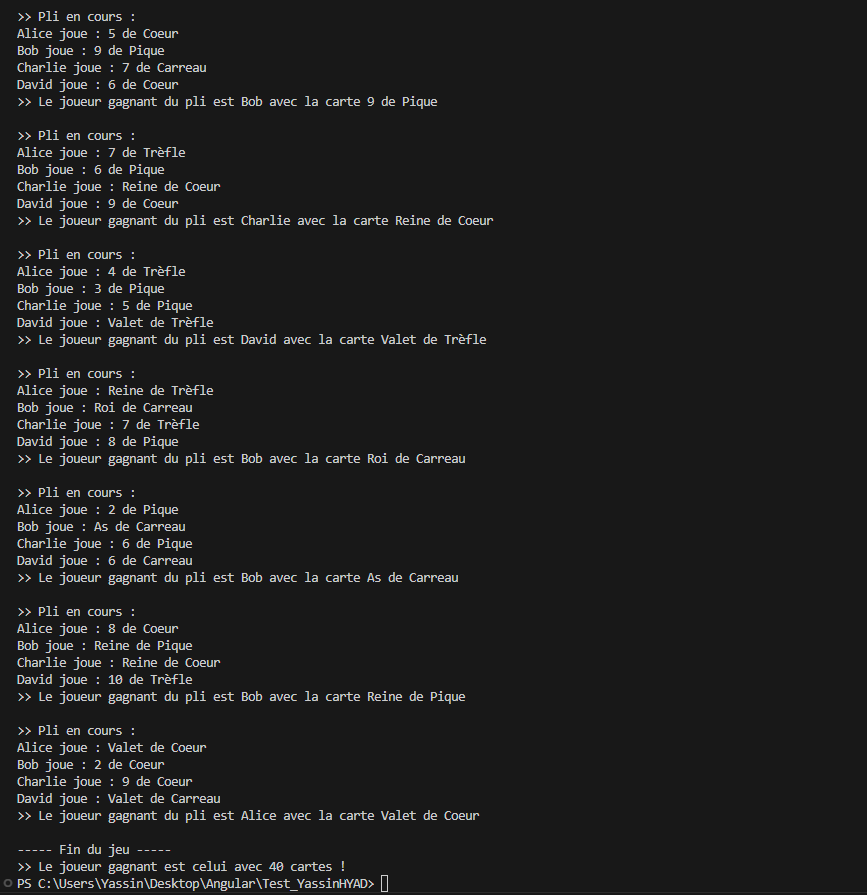 >> Pli en cours :
Alice joue : 5 de Coeur
Bob joue : 9 de Pique
Charlie joue : 7 de Carreau
David joue : 6 de Coeur
>> Le joueur gagnant du pli est Bob avec la carte 9 de Pique
>> Pli en cours :
Alice joue : 7 de Trèfle
Bob joue : 6 de Pique
Charlie joue : Reine de Coeur
David joue : 9 de Coeur
>> Le joueur gagnant du pli est Charlie avec la carte Reine de Coeur
>> Pli en cours :
Alice joue : 4 de Trèfle
Bob joue : 3 de Pique
Charlie joue : 5 de Pique
David joue : Valet de Trèfle
>> Le joueur gagnant du pli est David avec la carte Valet de Trèfle
>> Pli en cours :
Alice joue : Reine de Trèfle
Bob joue : Roi de Carreau
Charlie joue : 7 de Trèfle
David joue : 8 de Pique
>> Le joueur gagnant du pli est Bob avec la carte Roi de Carreau
>> Pli en cours :
Alice joue : 2 de Pique
Bob joue : As de Carreau
Charlie joue : 6 de Pique
David joue : 6 de Carreau
>> Le joueur gagnant du pli est Bob avec la carte As de Carreau
>> Pli en cours :
Alice joue : 8 de Coeur
Bob joue : Reine de Pique
Charlie joue : Reine de Coeur
David joue : 10 de Trèfle
>> Le joueur gagnant du pli est Bob avec la carte Reine de Pique
>> Pli en cours :
Alice joue : Valet de Coeur
Bob joue : 2 de Coeur
Charlie joue : 9 de Coeur
David joue : Valet de Carreau
>> Le joueur gagnant du pli est Alice avec la carte Valet de Coeur
----- Fin du jeu -----
>> Le joueur gagnant est celui avec 40 cartes !
PS C:\Users\Yassin\Desktop\Angular\Test_YassinHYAD>